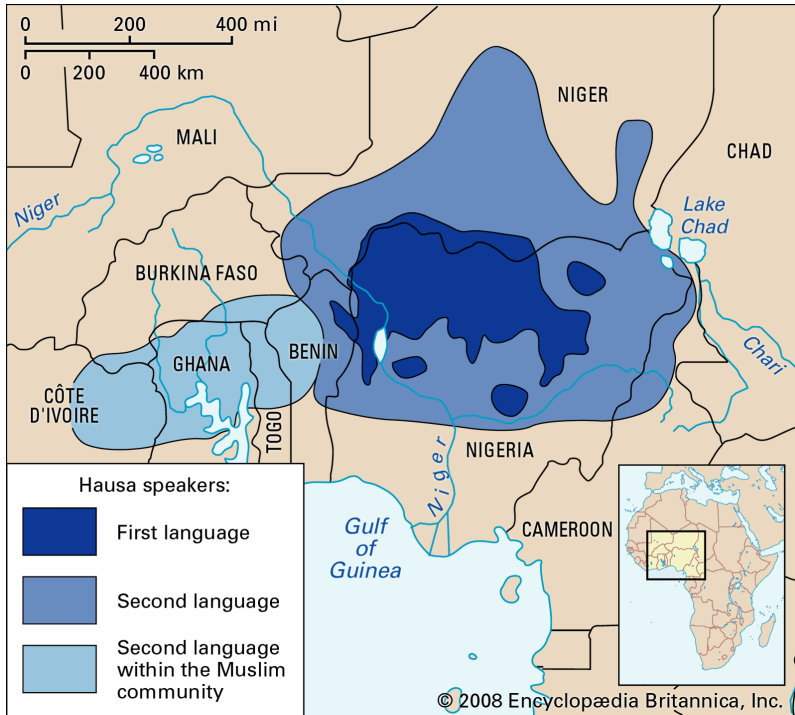 0 200 400 mi
0 200 400 km
NIGER
MALI
CHAD
Niger
Lake
Chad
BURKINA FASO
GHANA
BENIN
Chari
CÔTE
D'IVOIRE
TOGO
NIGERIA
Niger
Hausa speakers:
First language
Second language
Second language
within the Muslim
community
Gulf
of
Guinea
CAMEROON
© 2008 Encyclopædia Britannica, Inc.